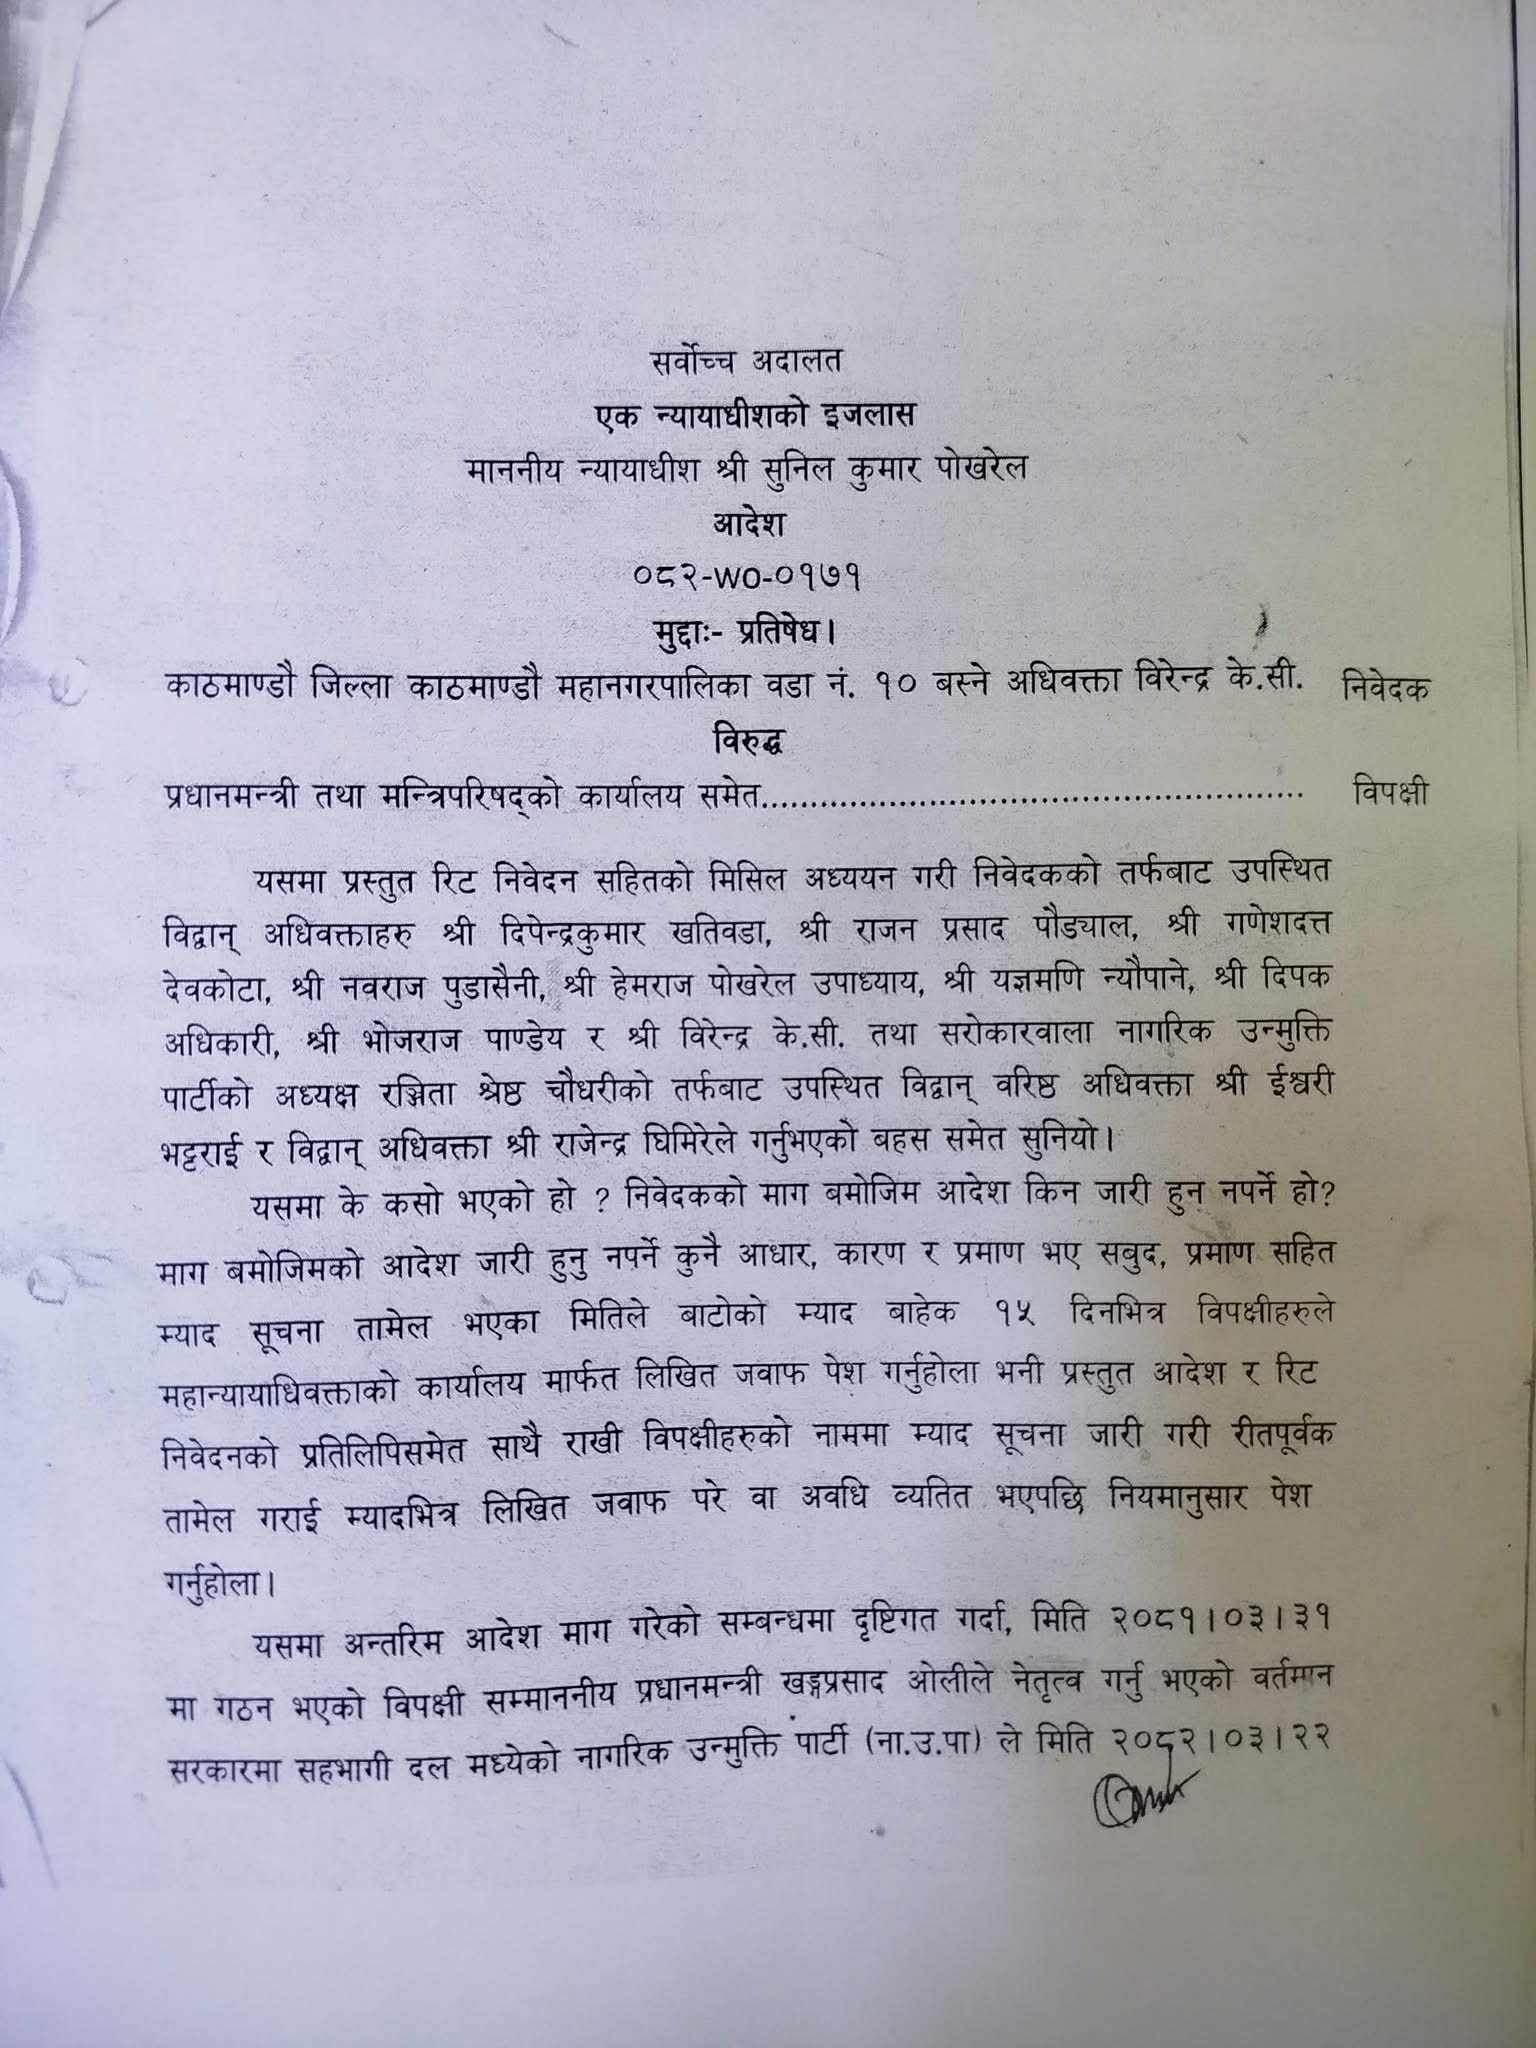 सर्वोच्च अदालत
एक न्यायाधीशको इजलास
माननीय न्यायाधीश श्री सुनिल कुमार पोखरेल
आदेश
०८२-WO-०१७१
मुद्दाः- प्रतिषेध।
काठमाण्डौ जिल्ला काठमाण्डौ महानगरपालिका वडा नं. १० बस्ने अधिवक्ता विरेन्द्र के.सी. निवेदक
विरुद्ध
प्रधानमन्त्री तथा मन्त्रिपरिषद्को कार्यालय समेत...................................................... विपक्षी
यसमा प्रस्तुत रिट निवेदन सहितको मिसिल अध्ययन गरी निवेदकको तर्फबाट उपस्थित
विद्वान् अधिवक्ताहरु श्री दिपेन्द्रकुमार खतिवडा, श्री राजन प्रसाद पौड्याल, श्री गणेशदत्त
देवकोटा, श्री नवराज पुडासैनी, श्री हेमराज पोखरेल उपाध्याय, श्री यज्ञमणि न्यौपाने, श्री दिपक
अधिकारी, श्री भोजराज पाण्डेय र श्री विरेन्द्र के.सी. तथा सरोकारवाला नागरिक उन्मुक्ति
पार्टीको अध्यक्ष रञ्जिता श्रेष्ठ चौधरीको तर्फबाट उपस्थित विद्वान् वरिष्ठ अधिवक्ता श्री ईश्वरी
भट्टराई र विद्वान् अधिवक्ता श्री राजेन्द्र घिमिरेले गर्नुभएको बहस समेत सुनियो।
यसमा के कसो भएको हो ? निवेदकको माग बमोजिम आदेश किन जारी हुन नपर्ने हो?
माग बमोजिमको आदेश जारी हुनु नपर्ने कुनै आधार, कारण र प्रमाण भए सबुद, प्रमाण सहित
म्याद सूचना तामेल भएका मितिले बाटोको म्याद बाहेक १५ दिनभित्र विपक्षीहरुले
महान्यायाधिवक्ताको कार्यालय मार्फत लिखित जवाफ पेश गर्नुहोला भनी प्रस्तुत आदेश र रिट
निवेदनको प्रतिलिपिसमेत साथै राखी विपक्षीहरुको नाममा म्याद सूचना जारी गरी रीतपूर्वक
तामेल गराई म्यादभित्र लिखित जवाफ परे वा अवधि व्यतित भएपछि नियमानुसार पेश
गर्नुहोला।
यसमा अन्तरिम आदेश माग गरेको सम्बन्धमा दृष्टिगत गर्दा, मिति २०८१।०३।३१
मा गठन भएको विपक्षी सम्माननीय प्रधानमन्त्री खड्गप्रसाद ओलीले नेतृत्व गर्नु भएको वर्तमान
सरकारमा सहभागी दल मध्येको नागरिक उन्मुक्ति पार्टी (ना.उ.पा) ले मिति २०८२।०३।२२